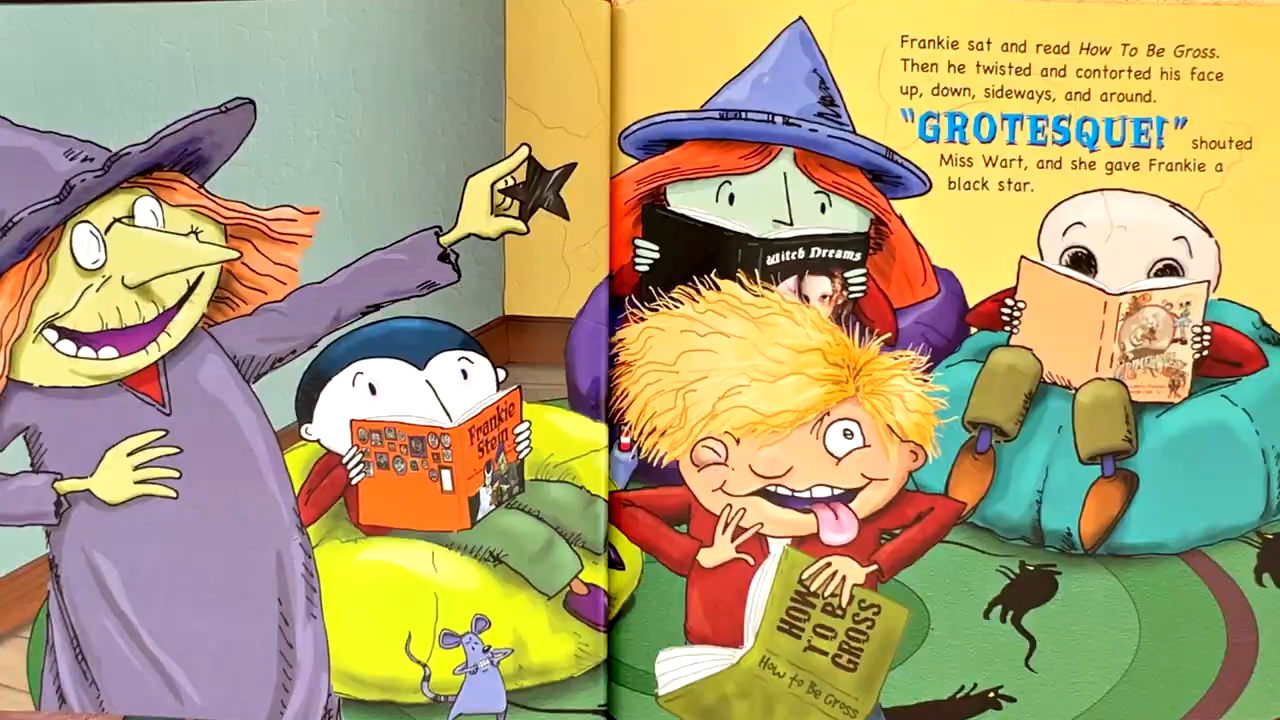 Frankie sat and read How To Be Gross.
Then he twisted and contorted his face
up, down, sideways, and around.
"GROTESQUE!" shouted
Miss Wart, and she gave Frankie a
black star.
Witch Dreams
Frankie
Stein
HOW
TO BE
GROSS
How to Be Gross